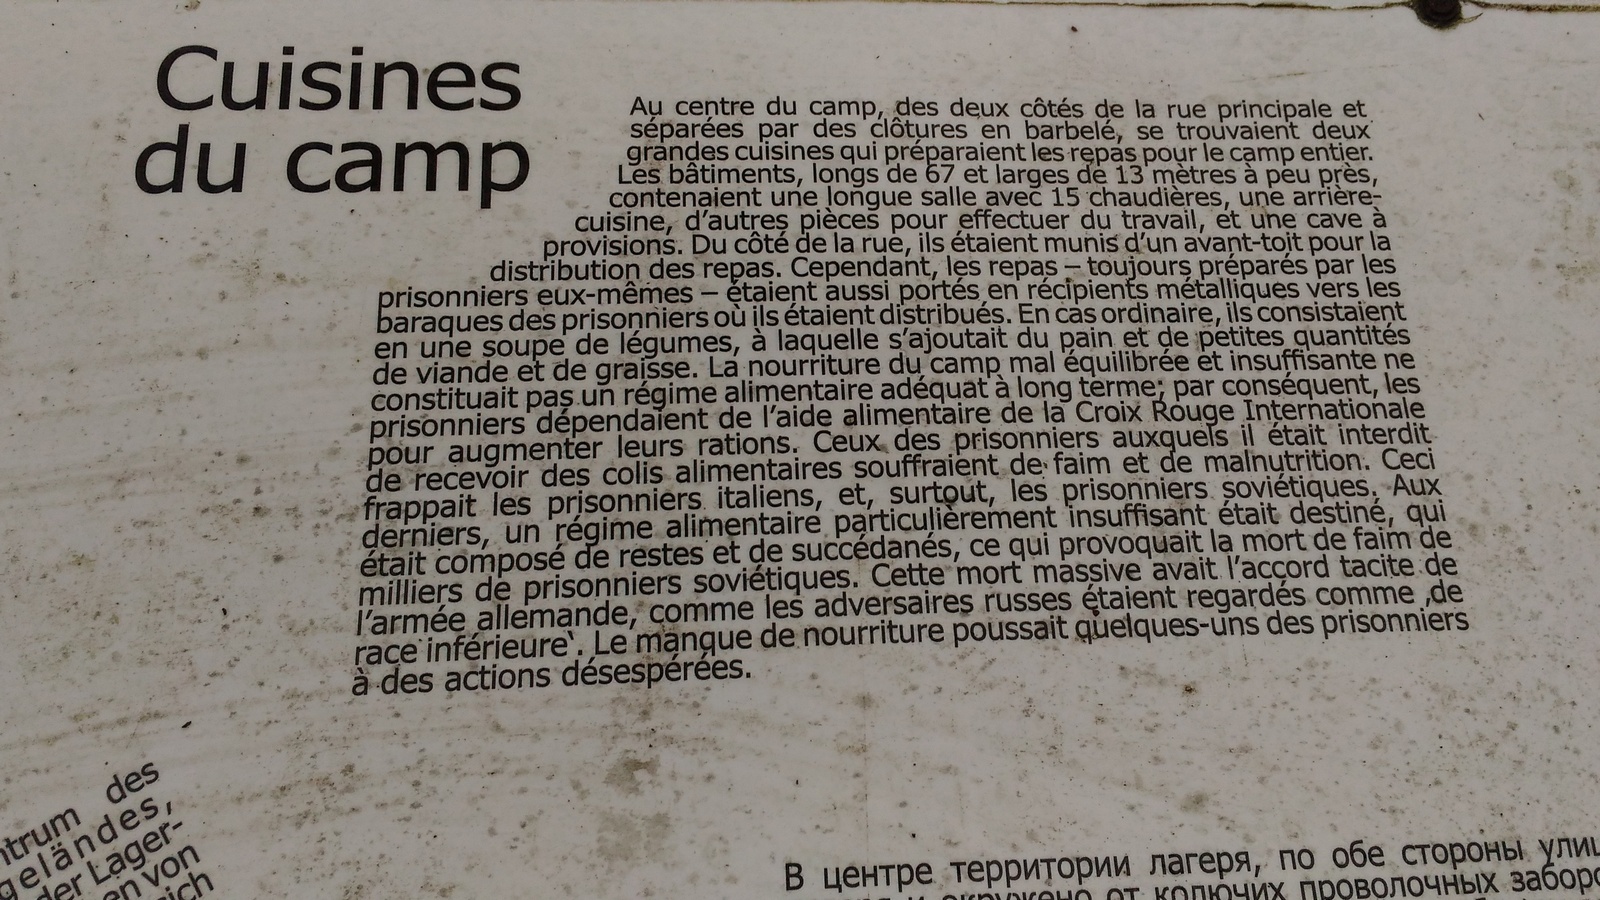 Cuisines
du camp
Au centre du camp, des deux côtés de la rue principale et
séparées par des clôtures en barbelé, se trouvaient deux
grandes cuisines qui préparaient les repas pour le camp entier.
Les bâtiments, longs de 67 et larges de 13 mètres à peu près,
contenaient une longue salle avec 15 chaudières, une arrière-
cuisine, d'autres pièces pour effectuer du travail, et une cave à
provisions. Du côté de la rue, ils étaient munis d'un avant-toit pour la
distribution des repas. Cependant, les repas – toujours préparés par les
prisonniers eux-mêmes – étaient aussi portés en récipients métalliques vers les
baraques des prisonniers où ils étaient distribués. En cas ordinaire, ils consistaient
en une soupe de légumes, à laquelle s'ajoutait du pain et de petites quantités
de viande et de graisse. La nourriture du camp mal équilibrée et insuffisante ne
constituait pas un régime alimentaire adéquat à long terme; par conséquent, les
prisonniers dépendaient de l'aide alimentaire de la Croix Rouge Internationale
pour augmenter leurs rations. Ceux des prisonniers auxquels il était interdit
de recevoir des colis alimentaires souffraient de faim et de malnutrition. Ceci
frappait les prisonniers italiens, et, surtout, les prisonniers soviétiques. Aux
derniers, un régime alimentaire particulièrement insuffisant était destiné, qui
était composé de restes et de succédanés, ce qui provoquait la mort de faim de
milliers de prisonniers soviétiques. Cette mort massive avait l'accord tacite de
l'armée allemande, comme les adversaires russes étaient regardés comme ‚de
race inférieure‛. Le manque de nourriture poussait quelques-uns des prisonniers
à des actions désespérées.
des
geländes,
der Lager-
von
В центре территории лагеря, по обе стороны
от колючих проволочных